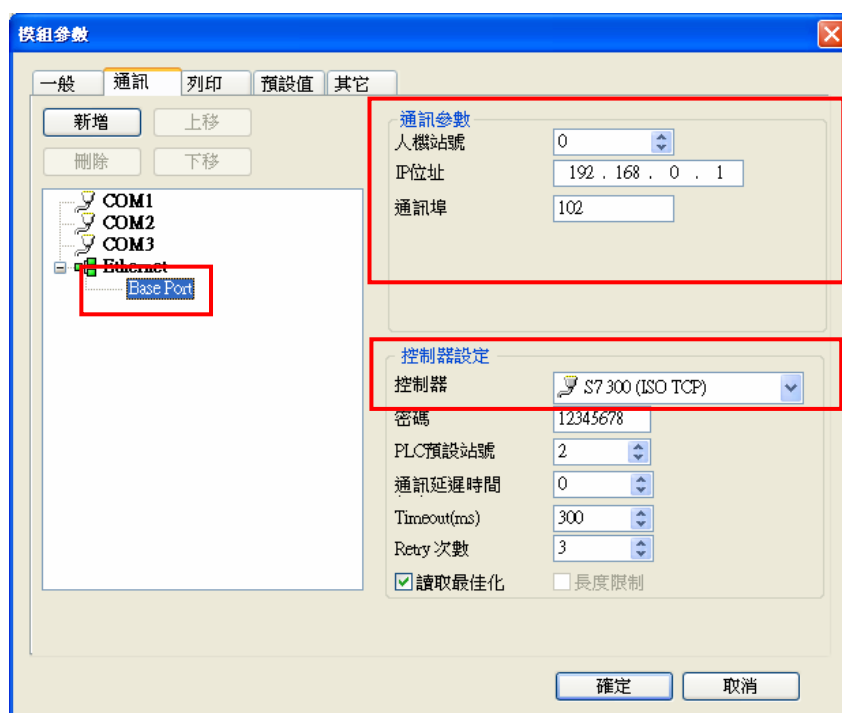 模組參數
一般 通訊 列印 預設值 其它
新增 上移
刪除 下移
COM1
COM2
COM3
Ethernet
Base Port
通訊參數
人機站號 0
IP位址 192 . 168 . 0 . 1
通訊埠 102
控制器設定
控制器 S7 300 (ISO TCP)
密碼 12345678
PLC預設站號 2
通訊延遲時間 0
Timeout(ms) 300
Retry 次數 3
讀取最佳化 長度限制
確定 取消